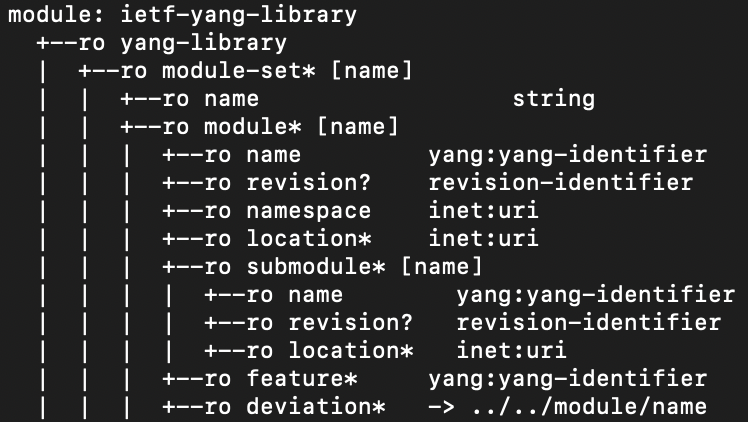 module: ietf-yang-library
  +--ro yang-library
  |  +--ro module-set* [name]
  |  |  +--ro name                  string
  |  |  +--ro module* [name]
  |  |  |  +--ro name         yang:yang-identifier
  |  |  |  +--ro revision?    revision-identifier
  |  |  |  +--ro namespace    inet:uri
  |  |  |  +--ro location*    inet:uri
  |  |  |  +--ro submodule* [name]
  |  |  |  |  +--ro name        yang:yang-identifier
  |  |  |  |  +--ro revision?   revision-identifier
  |  |  |  |  +--ro location*   inet:uri
  |  |  |  +--ro feature*     yang:yang-identifier
  |  |  |  +--ro deviation*   -> ../../module/name